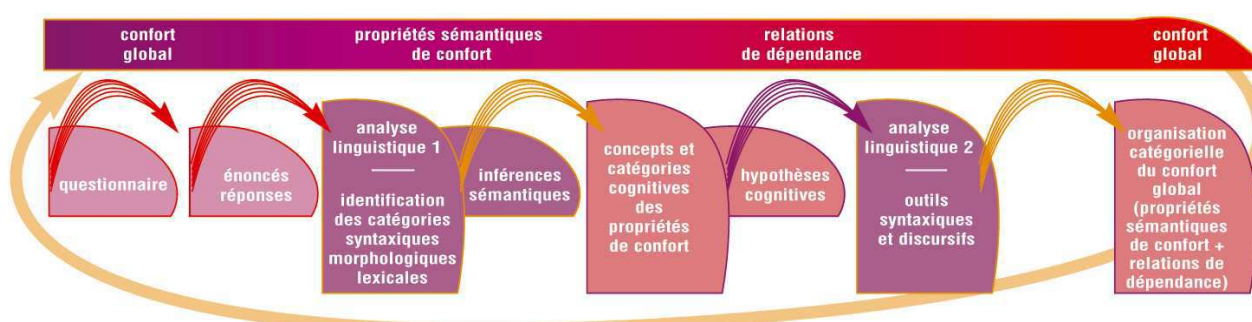 confort
global
propriétés sémantiques
de confort
relations
de dépendance
confort
global
questionnaire
énoncés
réponses
analyse
linguistique 1
identification
des catégories
syntaxiques
morphologiques
lexicales
inférences
sémantiques
concepts et
catégories
cognitives
des
propriétés
de confort
hypothèses
cognitives
analyse
linguistique 2
outils
syntaxiques
et discursifs
organisation
catégorielle
du confort
global
(propriétés
sémantiques
de confort +
relations de
dépendance)